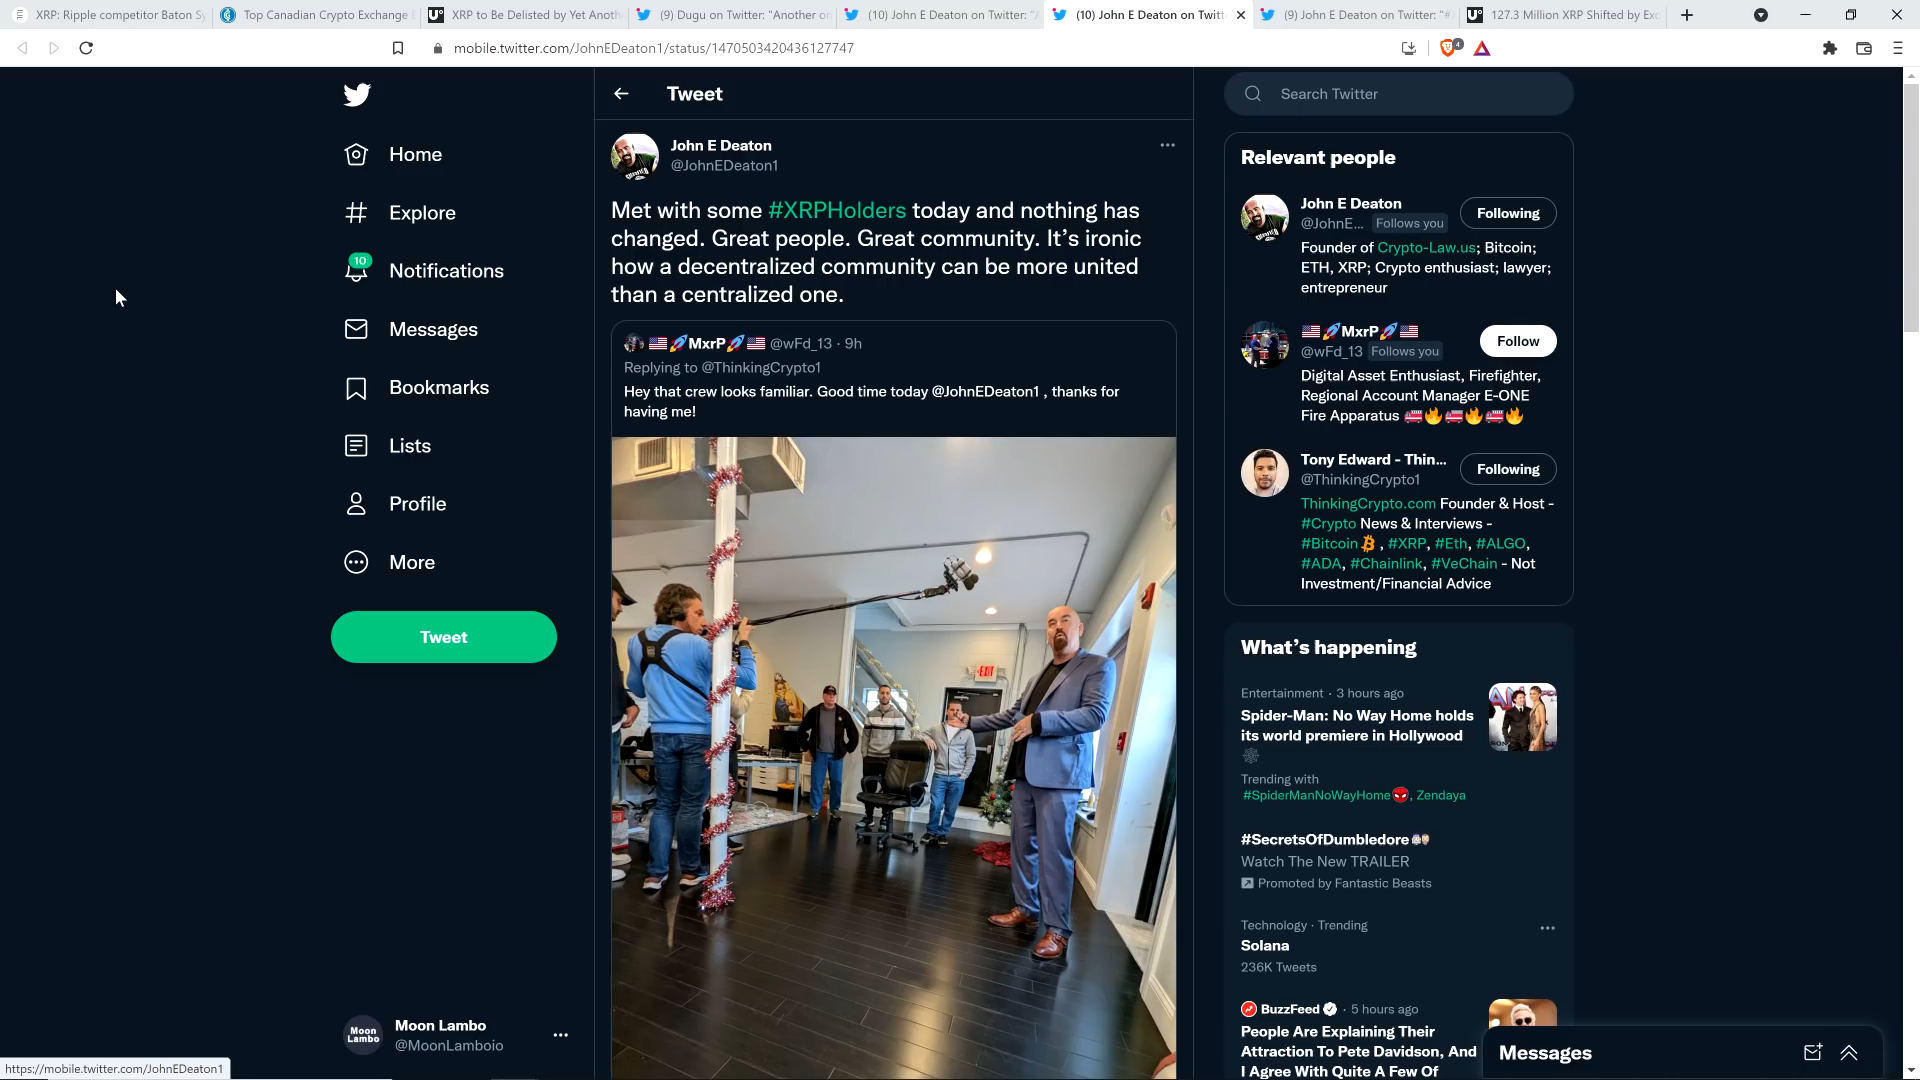 XRP: Ripple competitor Baton Sy
Top Canadian Crypto Exchange
XRP to Be Delisted by Yet Anoth
(9) Dugu on Twitter: "Another on
(10) John E Deaton on Twitter: "A
(10) John E Deaton on Twitt
(9) John E Deaton on Twitter: "#
127.3 Million XRP Shifted by Exc
mobile.twitter.com/JohnEDeaton1/status/1470503420436127747
4
Home
Explore
10
Notifications
Messages
Bookmarks
Lists
Profile
More
Tweet
Moon Lambo
Moon Lambo
@MoonLamboio
https://mobile.twitter.com/JohnEDeaton1
Tweet
John E Deaton
@JohnEDeaton1
Met with some #XRPHolders today and nothing has
changed. Great people. Great community. It's ironic
how a decentralized community can be more united
than a centralized one.
🇺🇸🚀MxrP🚀🇺🇸 @wFd_13 · 9h
Replying to @ThinkingCrypto1
Hey that crew looks familiar. Good time today @JohnEDeaton1 , thanks for
having me!
EXIT
Search Twitter
Relevant people
John E Deaton
@JohnE... Follows you
Following
Founder of Crypto-Law.us; Bitcoin;
ETH, XRP; Crypto enthusiast; lawyer;
entrepreneur
🇺🇸🚀MxrP🚀🇺🇸
@wFd_13 Follows you
Follow
Digital Asset Enthusiast, Firefighter,
Regional Account Manager E-ONE
Fire Apparatus 🚒🔥🚒🔥🚒🔥
Tony Edward - Thin...
@ThinkingCrypto1
Following
ThinkingCrypto.com Founder & Host -
#Crypto News & Interviews -
#Bitcoin , #XRP, #Eth, #ALGO,
#ADA, #Chainlink, #VeChain - Not
Investment/Financial Advice
What's happening
Entertainment · 3 hours ago
Spider-Man: No Way Home holds
its world premiere in Hollywood
🕸
Trending with
#SpiderManNoWayHome, Zendaya
#SecretsOfDumbledore
Watch The New TRAILER
Promoted by Fantastic Beasts
Technology · Trending
Solana
236K Tweets
BuzzFeed · 5 hours ago
People Are Explaining Their
Attraction To Pete Davidson, And
I Agree With Quite A Few Of
Messages